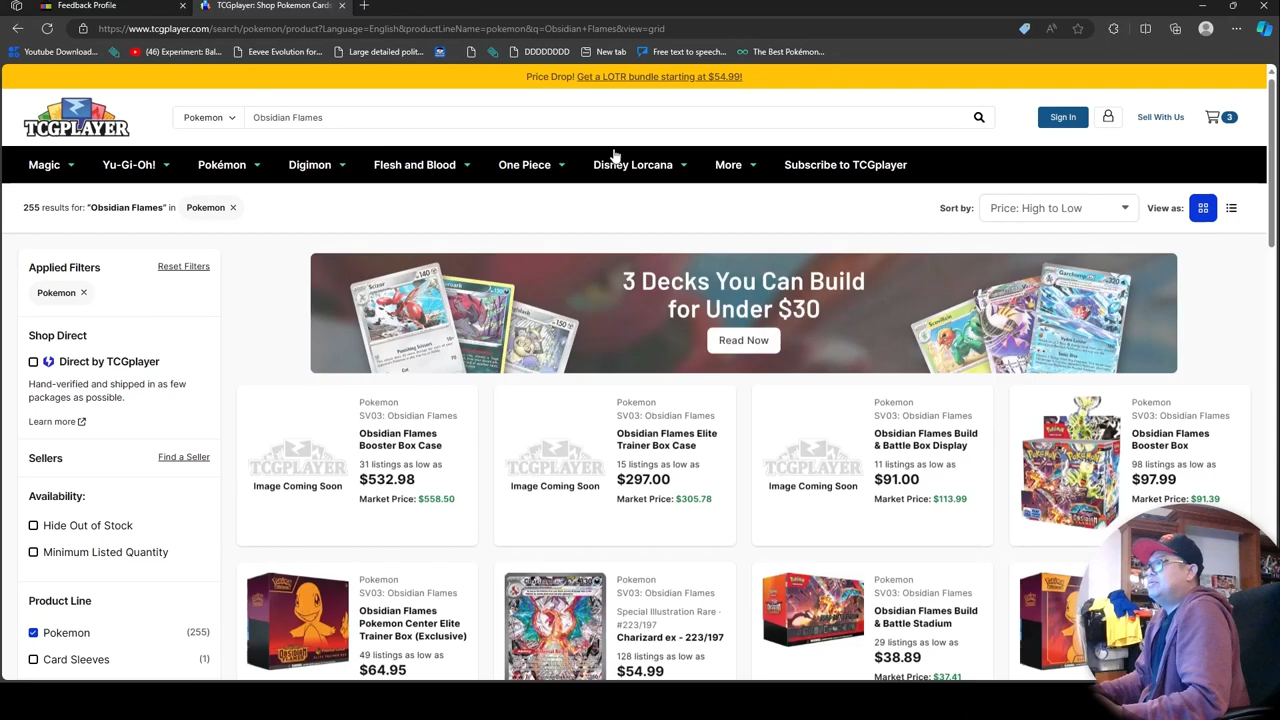 Feedback Profile
TCGplayer: Shop Pokemon Cards
https://www.tcgplayer.com/search/pokemon/product?Language=English&productLineName=pokemon&q=Obsidian+Flames&view=grid
Youtube Download...
(46) Experiment: Bal...
Eevee Evolution for...
Large detailed polit...
DDDDDDD
New tab
Free text to speech...
The Best Pokémon...
Price Drop! Get a LOTR bundle starting at $54.99!
TCGPLAYER
Pokemon
Obsidian Flames
Sign In
Sell With Us
3
Magic
Yu-Gi-Oh!
Pokémon
Digimon
Flesh and Blood
One Piece
Disney Lorcana
More
Subscribe to TCGplayer
255 results for: "Obsidian Flames" in
Pokemon
Sort by:
Price: High to Low
View as:
Applied Filters
Reset Filters
Pokemon
Shop Direct
Direct by TCGplayer
Hand-verified and shipped in as few
packages as possible.
Learn more
Sellers
Find a Seller
Availability:
Hide Out of Stock
Minimum Listed Quantity
Product Line
Pokemon
(255)
Card Sleeves
(1)
3 Decks You Can Build
for Under $30
Read Now
TCGPLAYER
Image Coming Soon
Pokemon
SV03: Obsidian Flames
Obsidian Flames
Booster Box Case
31 listings as low as
$532.98
Market Price: $558.50
TCGPLAYER
Image Coming Soon
Pokemon
SV03: Obsidian Flames
Obsidian Flames Elite
Trainer Box Case
15 listings as low as
$297.00
Market Price: $305.78
TCGPLAYER
Image Coming Soon
Pokemon
SV03: Obsidian Flames
Obsidian Flames Build
& Battle Box Display
11 listings as low as
$91.00
Market Price: $113.99
Pokemon
SV03: Obsidian Flames
Obsidian Flames
Booster Box
98 listings as low as
$97.99
Market Price: $91.39
Pokemon
SV03: Obsidian Flames
Obsidian Flames
Pokemon Center Elite
Trainer Box (Exclusive)
49 listings as low as
$64.95
Pokemon
SV03: Obsidian Flames
Special Illustration Rare ·
#223/197
Charizard ex - 223/197
128 listings as low as
$54.99
Pokemon
SV03: Obsidian Flames
Obsidian Flames Build
& Battle Stadium
29 listings as low as
$38.89
Market Price: $37.41